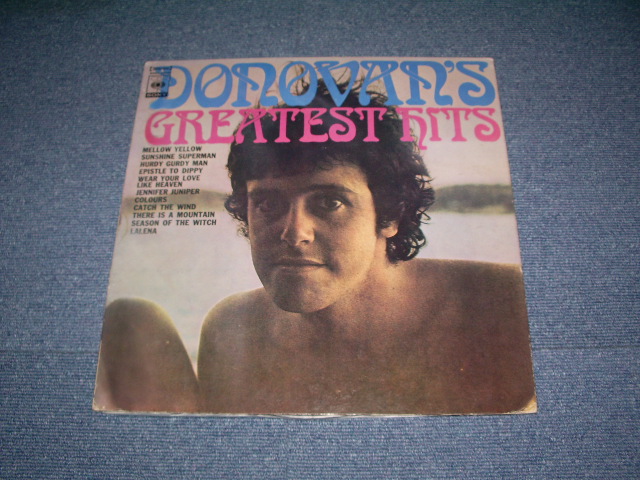 DONOVAN'S
GREATEST HITS
MELLOW YELLOW
SUNSHINE SUPERMAN
HURDY GURDY MAN
EPISTLE TO DIPPY
WEAR YOUR LOVE
LIKE HEAVEN
JENNIFER JUNIPER
COLOURS
CATCH THE WIND
THERE IS A MOUNTAIN
SEASON OF THE WITCH
LALENA